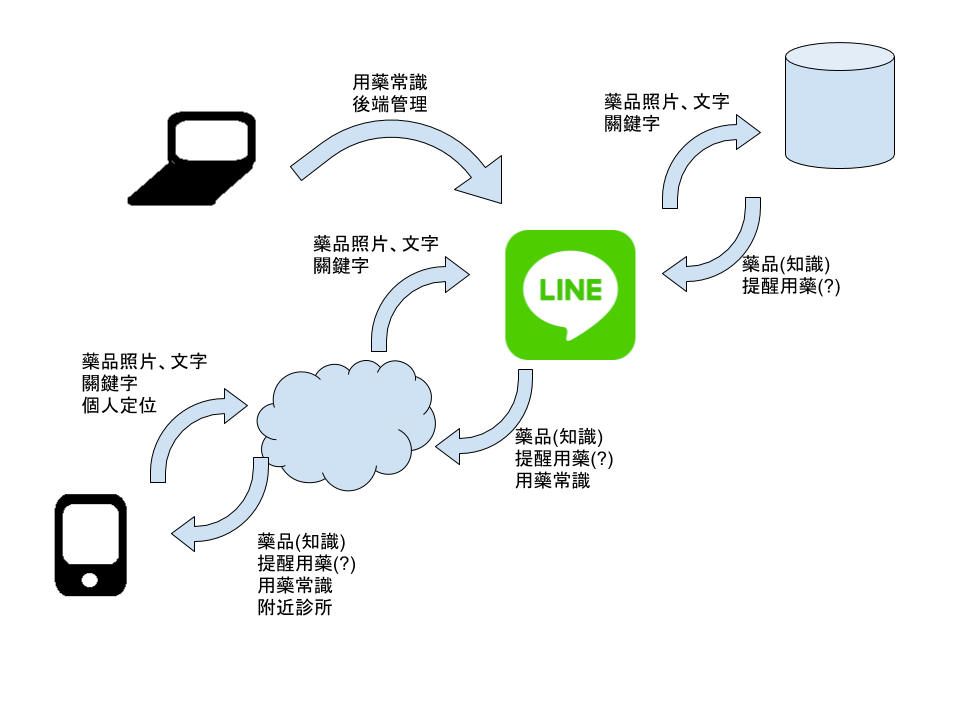 用藥常識
後端管理
藥品照片、文字
關鍵字
藥品照片、文字
關鍵字
LINE
藥品(知識)
提醒用藥(?)
藥品照片、文字
關鍵字
個人定位
藥品(知識)
提醒用藥(?)
用藥常識
藥品(知識)
提醒用藥(?)
用藥常識
附近診所